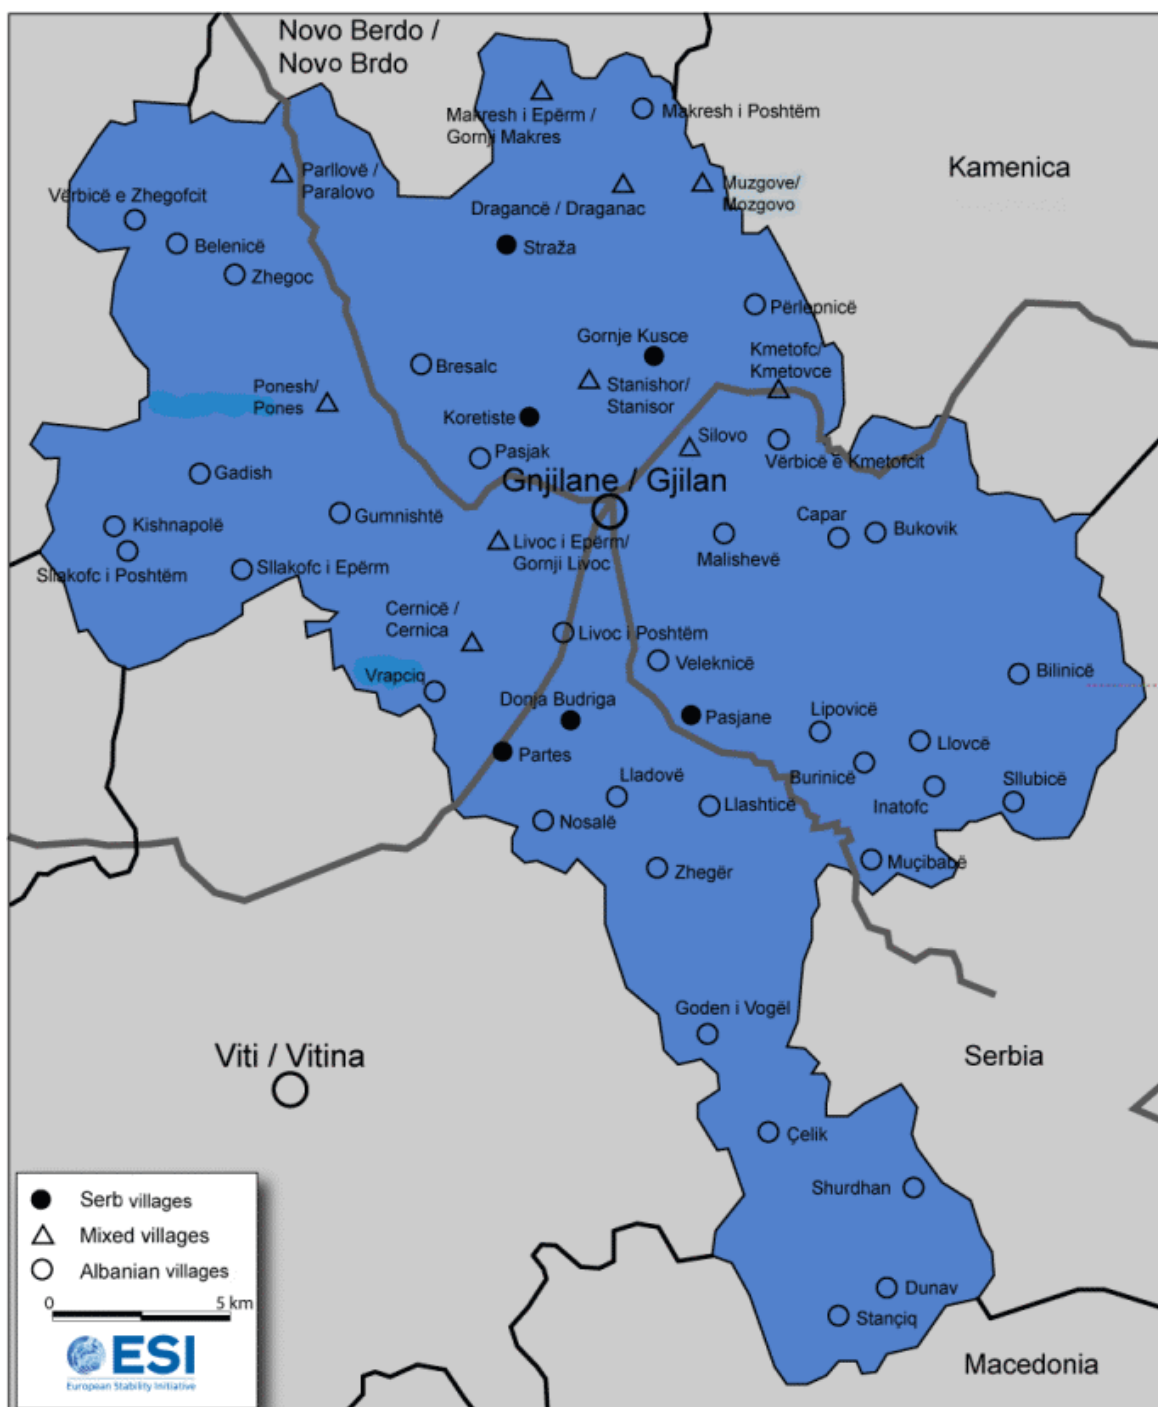 Novo Berdo /
Novo Brdo
Makresh i Epërm /
Gornji Makres
Makresh i Poshtëm
Kamenica
Parllovë /
Paralovo
Muzgove/
Mozgovo
Vërbicë e Zhegofcit
Dragancë / Draganac
Belenicë
Straža
Zhegoc
Përlepnicë
Gornje Kusce
Kmetofc/
Kmetovce
Bresalc
Ponesh/
Pones
Stanishor/
Stanisor
Koretiste
Silovo
Pasjak
Vërbicë e Kmetofcit
Gadish
Gnjilane / Gjilan
Gumnishtë
Capar
Bukovik
Kishnapolë
Livoc i Epërm/
Gornji Livoc
Malishevë
Sllakofc i Poshtëm
Sllakofc i Epërm
Cernicë /
Cernica
Livoc i Poshtëm
Veleknicë
Vrapciq
Bilinicë
Donja Budriga
Pasjane
Lipovicë
Llovcë
Partes
Lladovë
Burinicë
Sllubicë
Llashticë
Inatofc
Nosalë
Zhegër
Muçibabë
Goden i Vogël
Viti / Vitina
Serbia
Çelik
Shurdhan
Serb villages
Mixed villages
Albanian villages
0 5 km
ESI
European Stability Initiative
Dunav
Stançiq
Macedonia